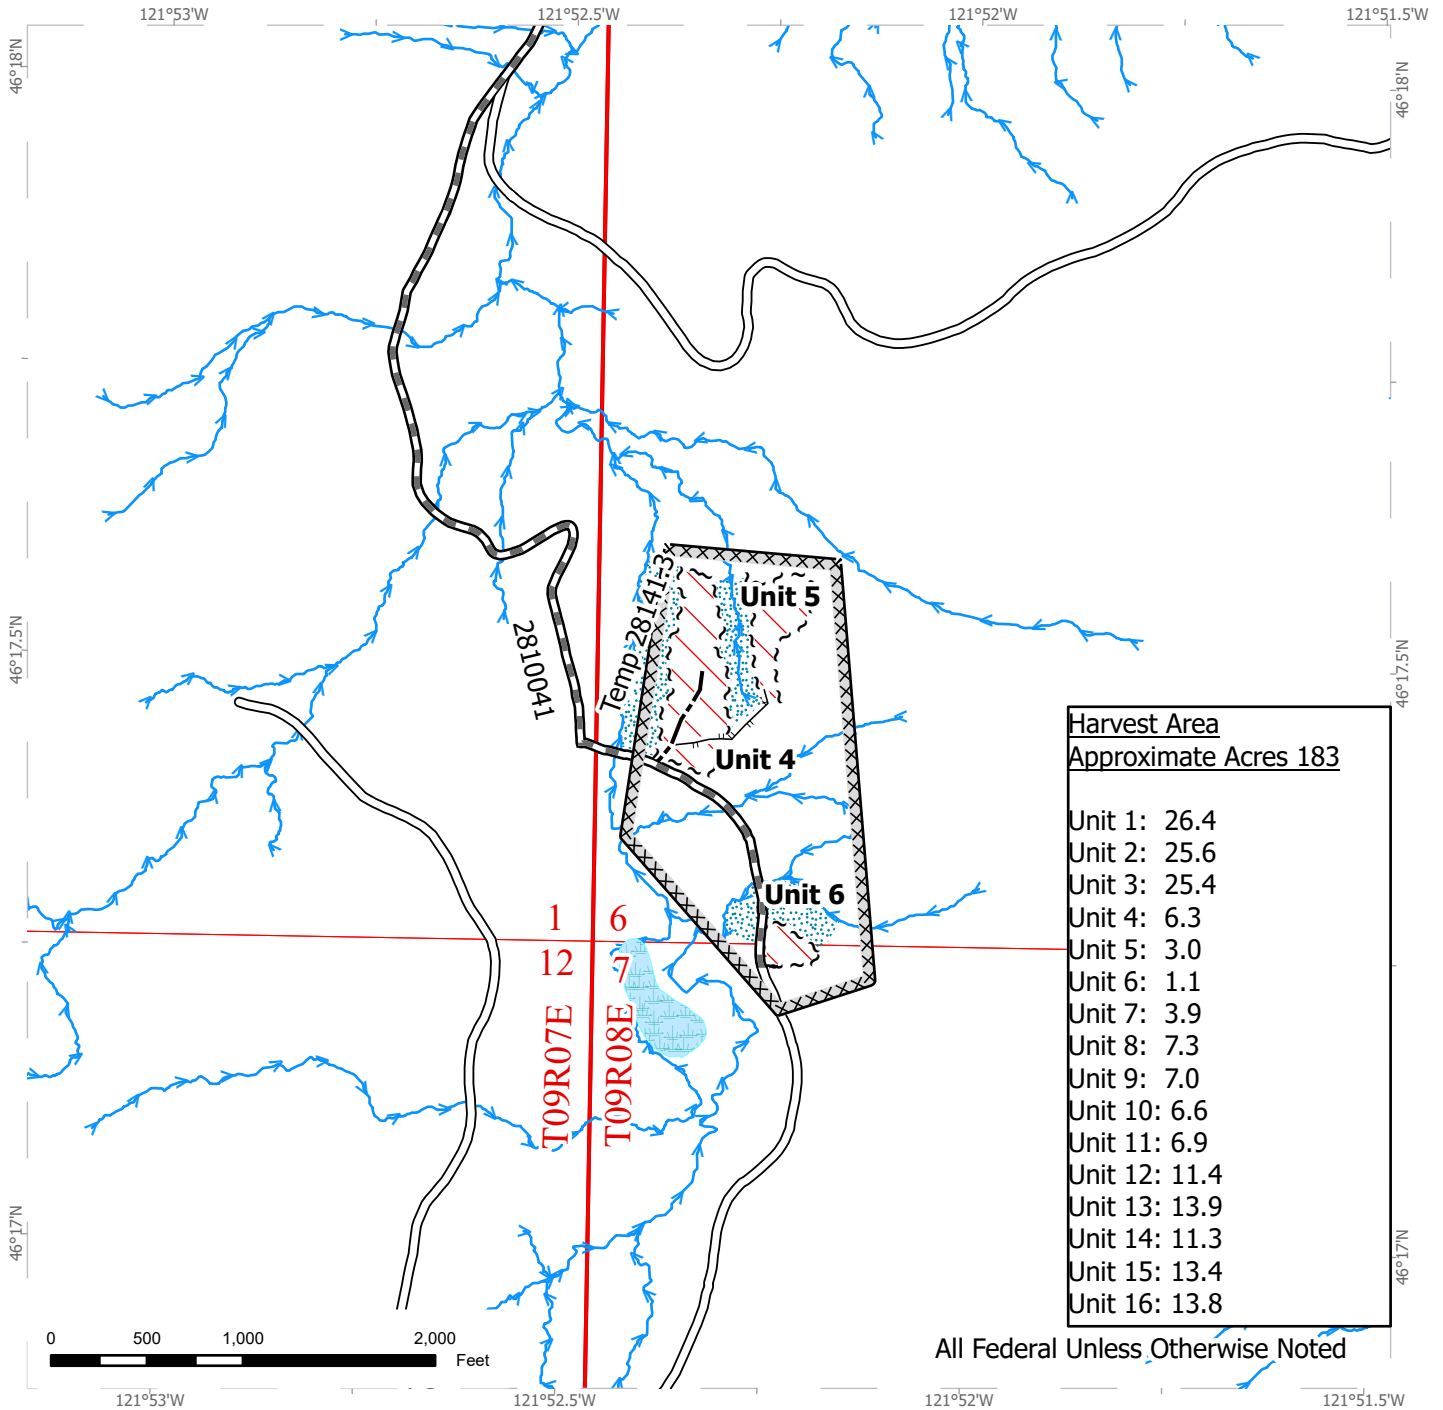 121°53'W 121°52.5'W 121°52'W 121°51.5'W
46°18'N 46°18'N
46°17.5'N 46°17.5'N
Temp 28141.3
Unit 5
2810041
Unit 4
Harvest Area
Approximate Acres 183
Unit 1: 26.4
Unit 2: 25.6
Unit 3: 25.4
Unit 4: 6.3
Unit 5: 3.0
Unit 6: 1.1
Unit 7: 3.9
Unit 8: 7.3
Unit 9: 7.0
Unit 10: 6.6
Unit 11: 6.9
Unit 12: 11.4
Unit 13: 13.9
Unit 14: 11.3
Unit 15: 13.4
Unit 16: 13.8
Unit 6
1 6
12 7
T09R07E T09R08E
46°17'N 46°17'N
0 500 1,000 2,000
Feet
All Federal Unless Otherwise Noted
121°53'W 121°52.5'W 121°52'W 121°51.5'W